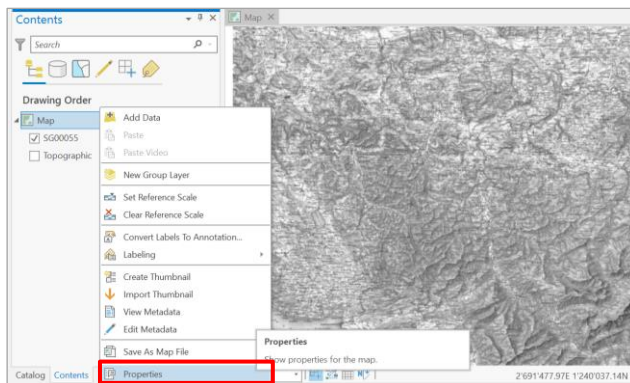 Contents
Map
Search
Drawing Order
Map
SG00055
Topographic
Add Data
Paste
Paste Video
New Group Layer
Set Reference Scale
Clear Reference Scale
Convert Labels To Annotation...
Labeling
Create Thumbnail
Import Thumbnail
View Metadata
Edit Metadata
Save As Map File
Properties
Properties
Show properties for the map.
Catalog Contents
2'691'477.97E 1'240'037.14N